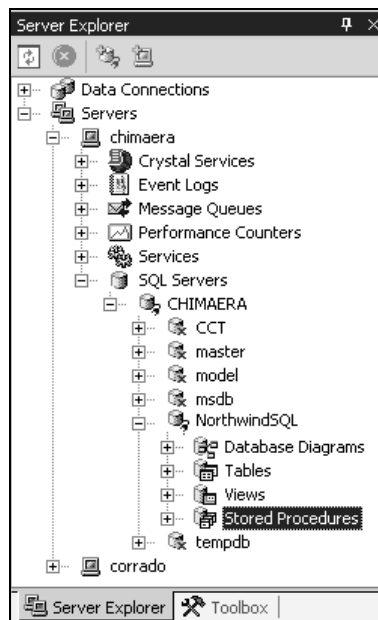 Server Explorer
Data Connections
Servers
chimaera
Crystal Services
Event Logs
Message Queues
Performance Counters
Services
SQL Servers
CHIMAERA
CCT
master
model
msdb
NorthwindSQL
Database Diagrams
Tables
Views
Stored Procedures
tempdb
corrado
Server Explorer Toolbox